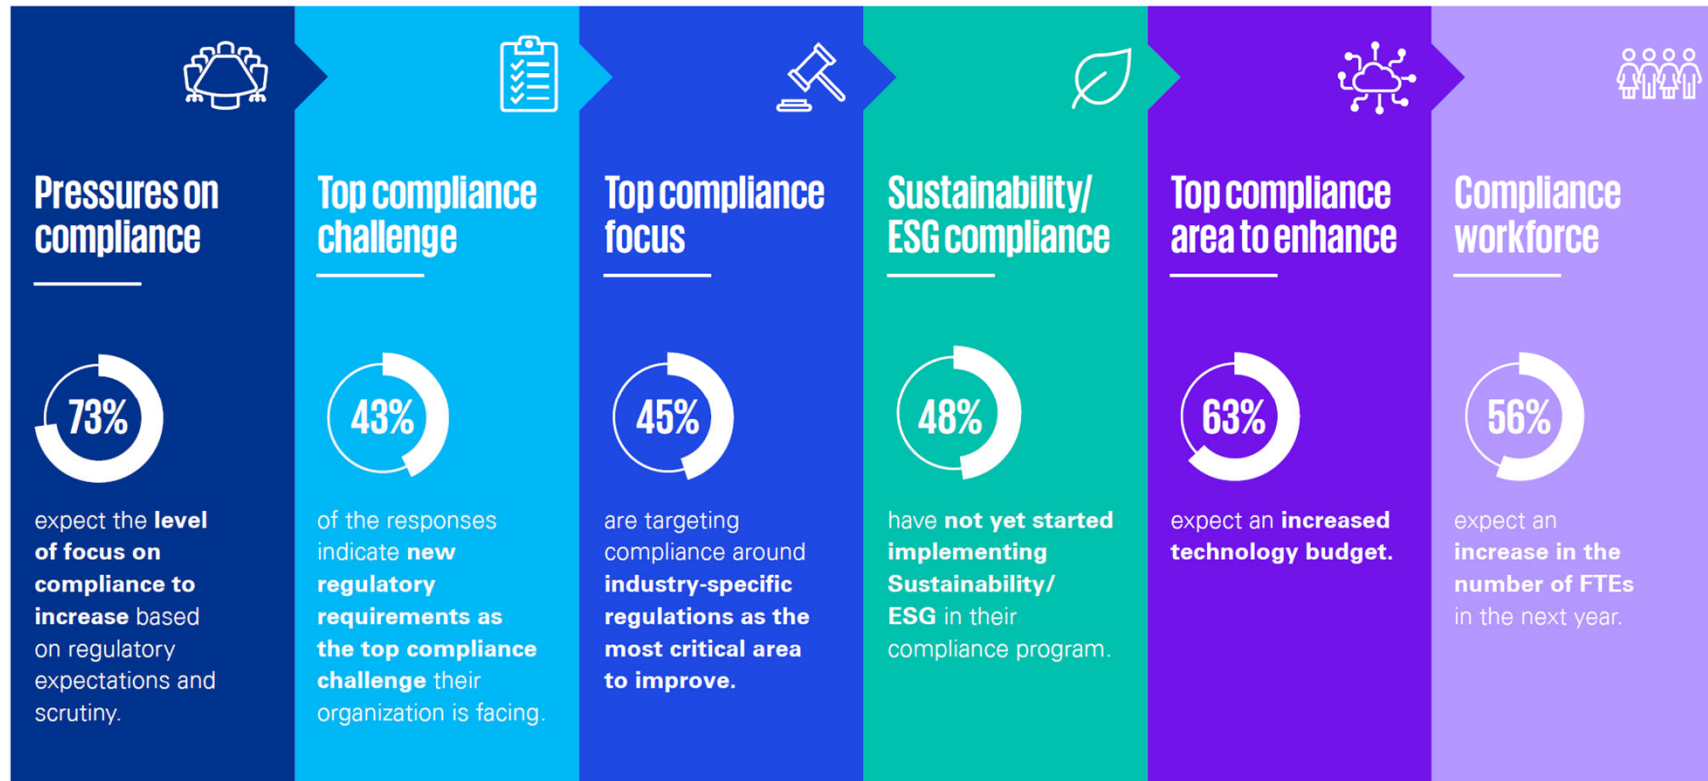 Pressures on
compliance
73%
expect the level
of focus on
compliance to
increase based
on regulatory
expectations and
scrutiny.
Top compliance
challenge
43%
of the responses
indicate new
regulatory
requirements as
the top compliance
challenge their
organization is facing.
Top compliance
focus
45%
are targeting
compliance around
industry-specific
regulations as the
most critical area
to improve.
Sustainability/
ESG compliance
48%
have not yet started
implementing
Sustainability/
ESG in their
compliance program.
Top compliance
area to enhance
63%
expect an increased
technology budget.
Compliance
workforce
56%
expect an
increase in the
number of FTEs
in the next year.